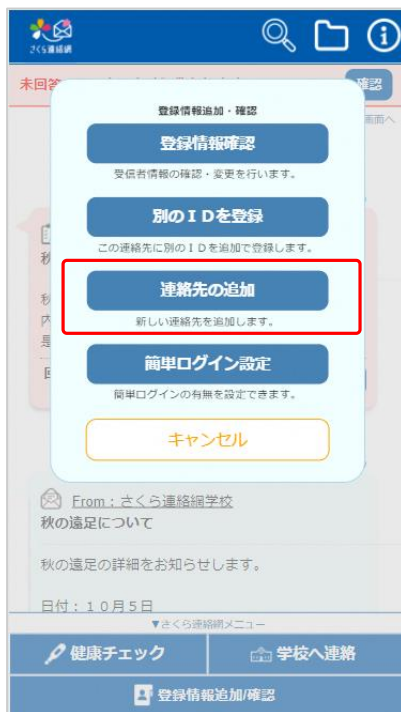 さくら連絡網
未回答
確認
画面へ
登録情報追加・確認
登録情報確認
受信者情報の確認・変更を行います。
別のＩＤを登録
この連絡先に別のＩＤを追加で登録します。
連絡先の追加
新しい連絡先を追加します。
簡単ログイン設定
簡単ログインの有無を設定できます。
キャンセル
From：さくら連絡網学校
秋の遠足について
秋の遠足の詳細をお知らせします。
日付：１０月５日
▼さくら連絡網メニュー
健康チェック
学校へ連絡
登録情報追加/確認